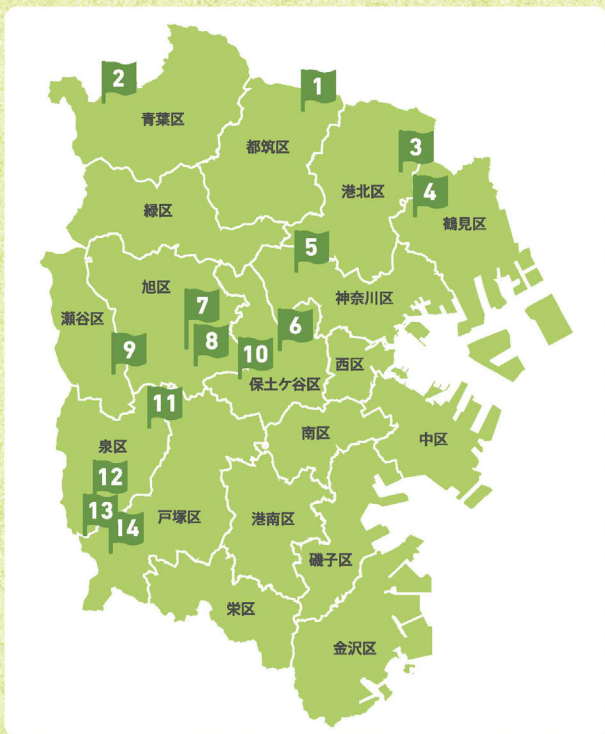 2
1
青葉区
都筑区
3
港北区
4
緑区
鶴見区
5
旭区
瀬谷区
7
神奈川区
6
8
9
10
西区
保土ケ谷区
11
南区
中区
泉区
12
13
戸塚区
港南区
14
磯子区
栄区
金沢区